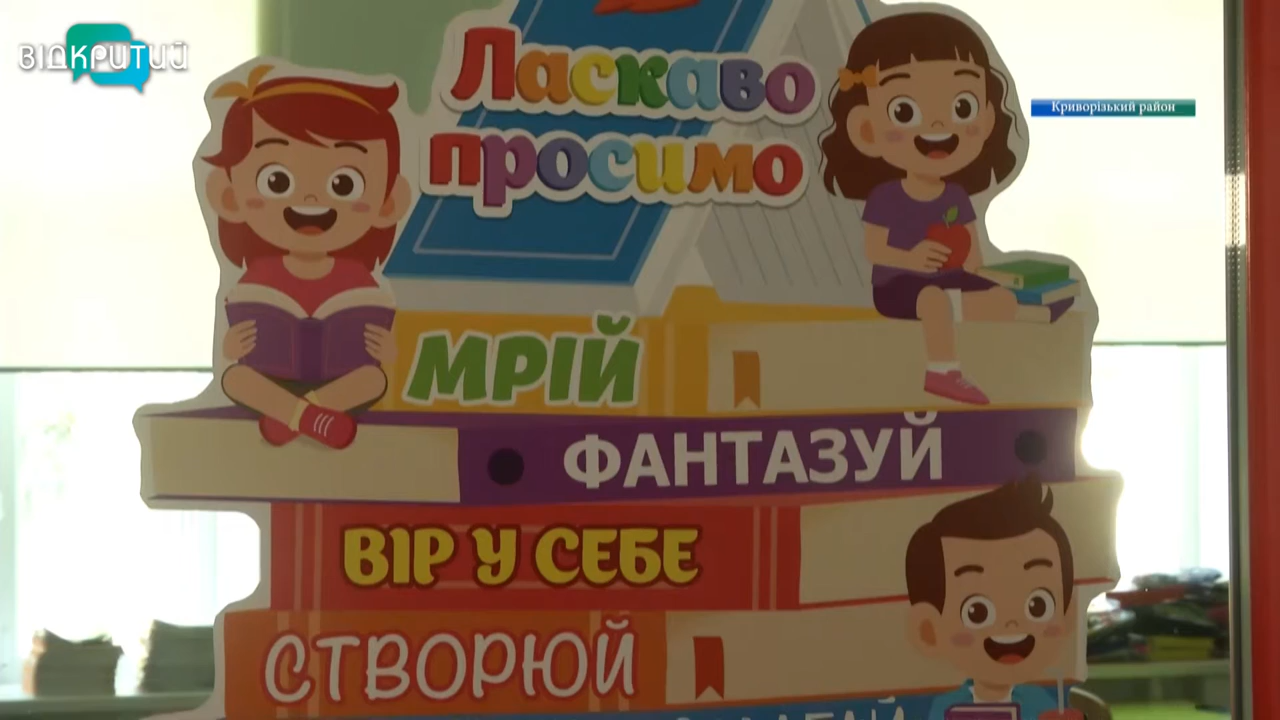 ВІДКРИТИЙ
Криворізький район
Ласкаво
просимо
МРІЙ
ФАНТАЗУЙ
ВІР У СЕБЕ
СТВОРЮЙ